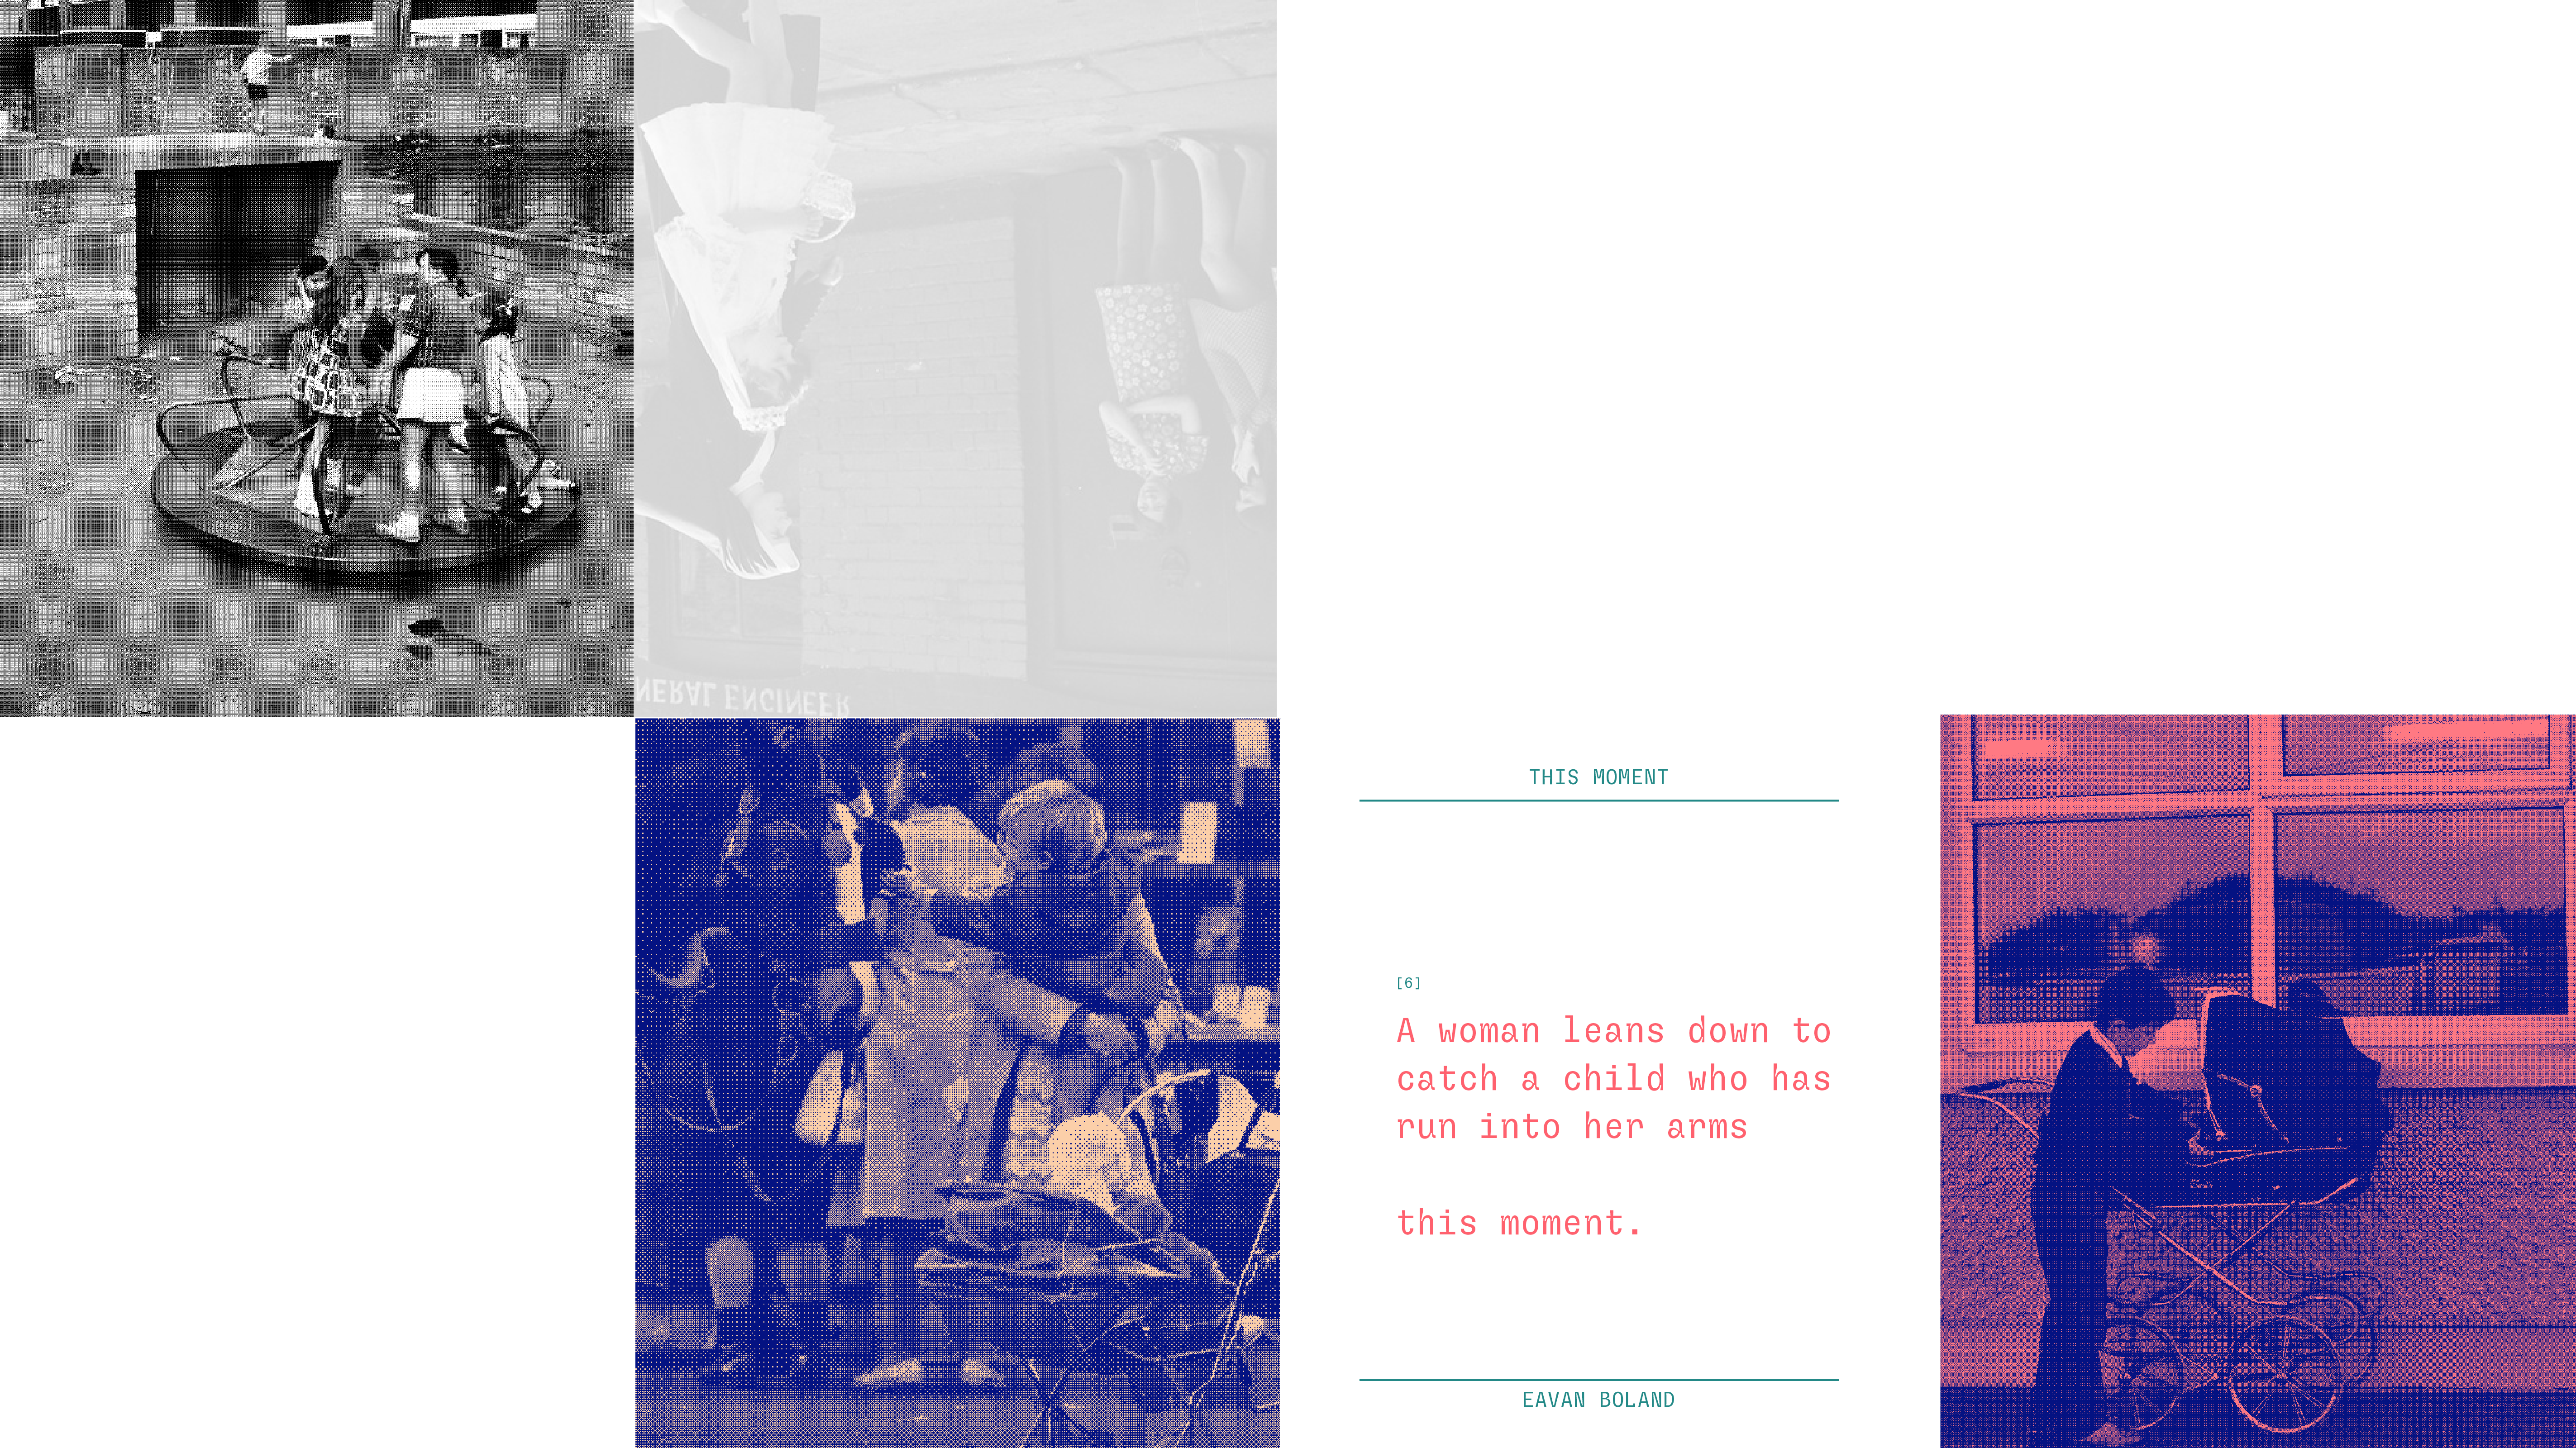 NERAL ENGINEER
THIS MOMENT
[6]
A woman leans down to
catch a child who has
run into her arms
this moment.
EAVAN BOLAND